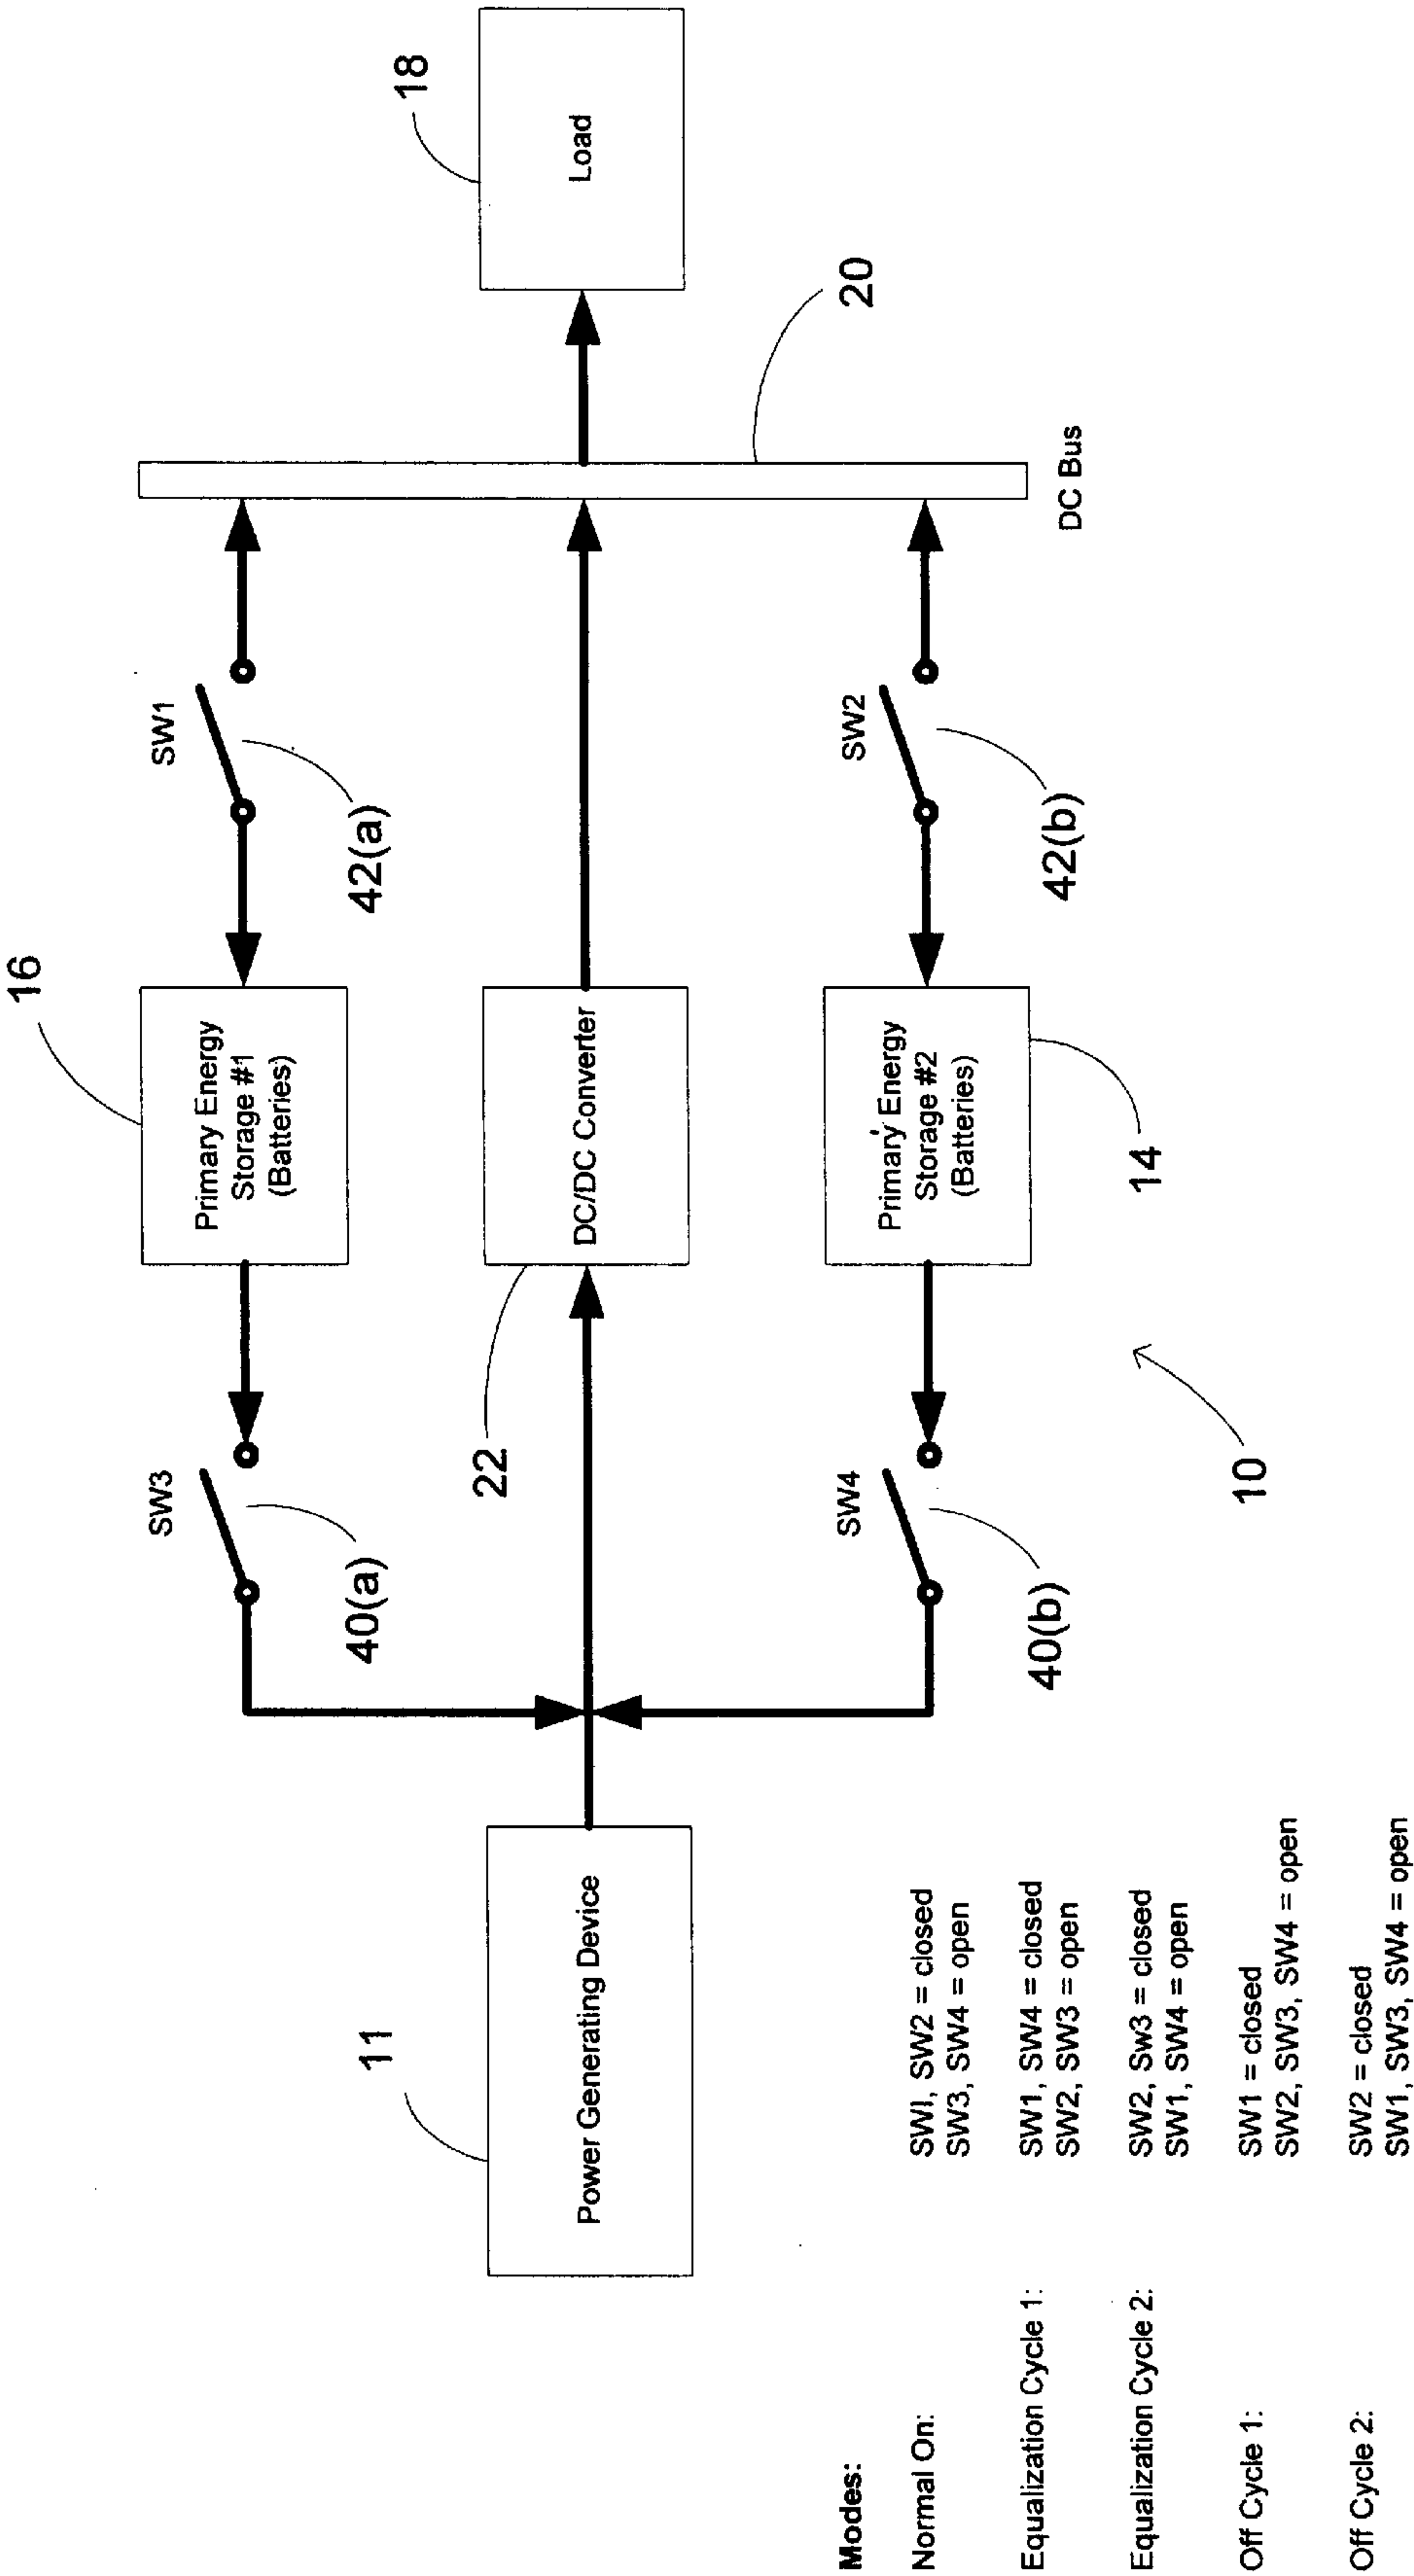 16
Primary Energy
Storage #1
(Batteries)
SW3
40(a)
SW1
42(a)
11
Power Generating Device
22
DC/DC Converter
18
Load
20
DC Bus
SW4
40(b)
Primary Energy
Storage #2
(Batteries)
14
SW2
42(b)
10
Modes:
Normal On: SWI, SW2 = closed
SW3, SW4 = open
Equalization Cycle 1: SW1, SW4 = closed
SW2, SW3 = open
Equalization Cycle 2: SW2, Sw3 = closed
SW1, SW4 = open
Off Cycle 1: SW1 = closed
SW2, SW3, SW4 = open
Off Cycle 2: SW2 = closed
SW1, SW3, SW4 = open